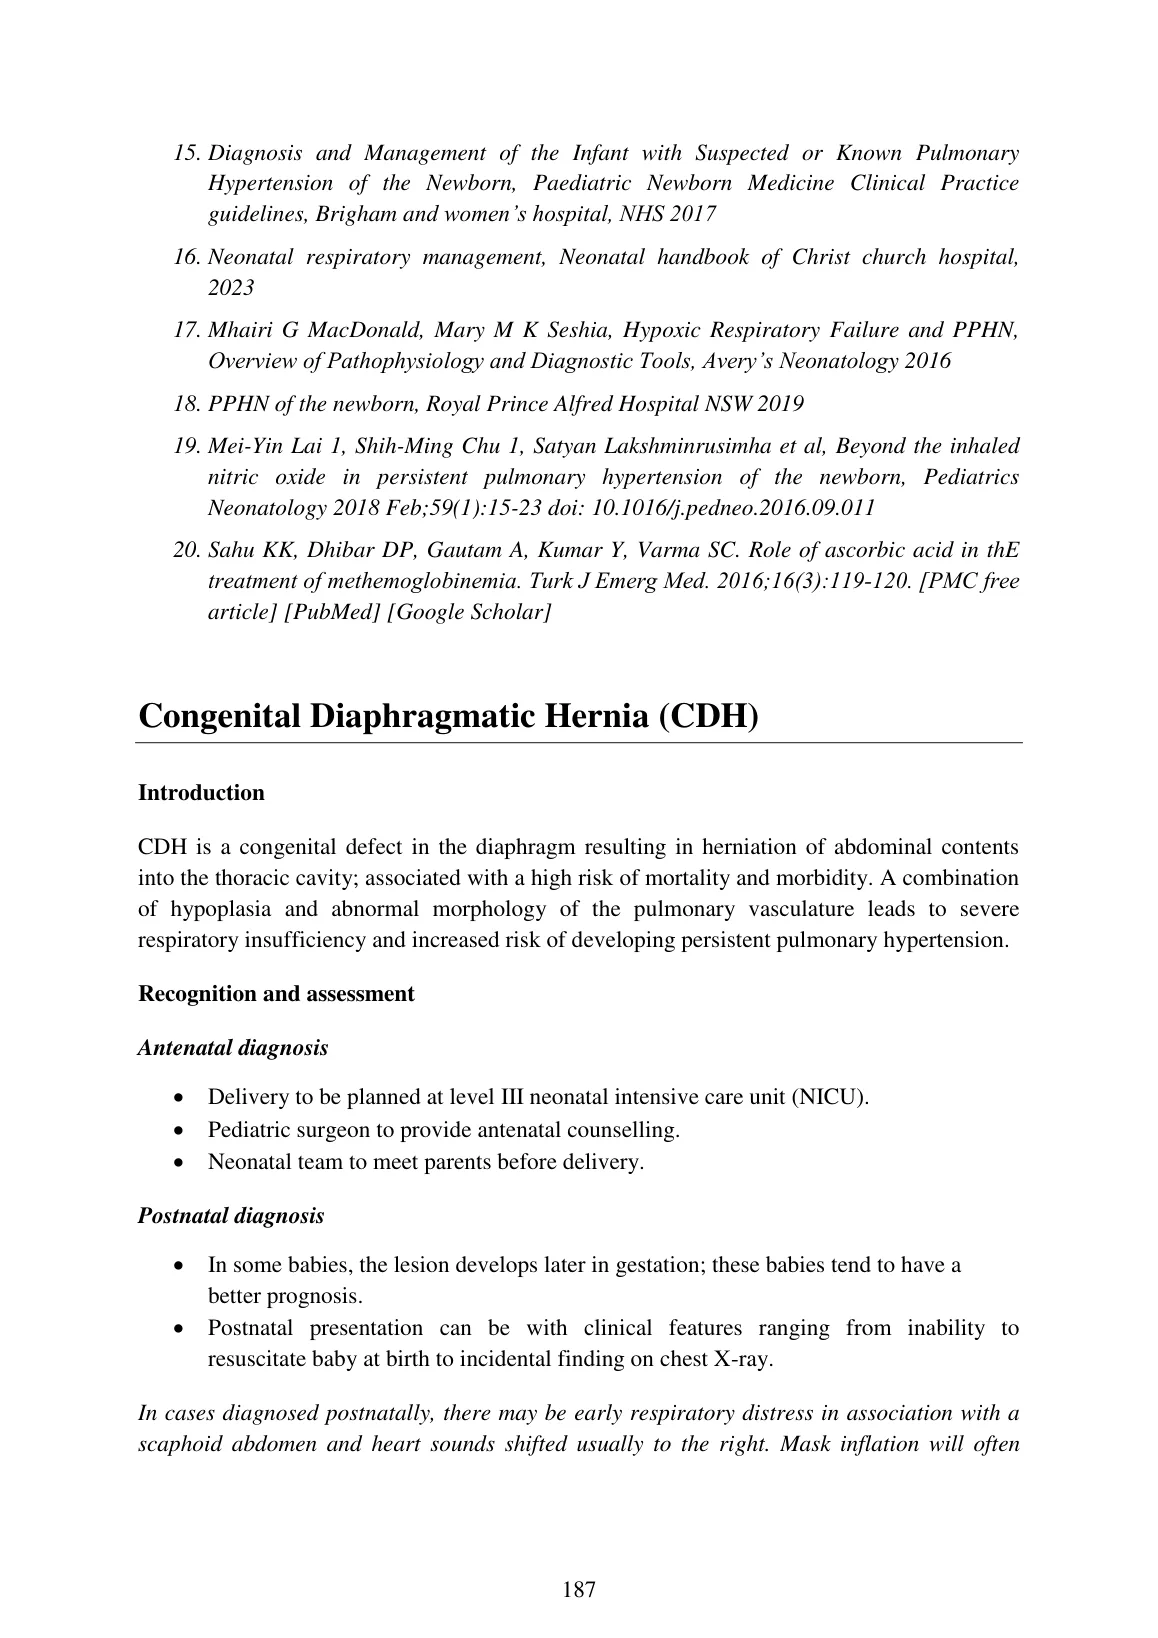 15. Diagnosis and Management of the Infant with Suspected or Known Pulmonary
Hypertension of the Newborn, Paediatric Newborn Medicine Clinical Practice
guidelines, Brigham and women’s hospital, NHS 2017
16. Neonatal respiratory management, Neonatal handbook of Christ church hospital,
2023
17. Mhairi G MacDonald, Mary M K Seshia, Hypoxic Respiratory Failure and PPHN,
Overview of Pathophysiology and Diagnostic Tools, Avery’s Neonatology 2016
18. PPHN of the newborn, Royal Prince Alfred Hospital NSW 2019
19. Mei-Yin Lai 1, Shih-Ming Chu 1, Satyan Lakshminrusimha et al, Beyond the inhaled
nitric oxide in persistent pulmonary hypertension of the newborn, Pediatrics
Neonatology 2018 Feb;59(1):15-23 doi: 10.1016/j.pedneo.2016.09.011
20. Sahu KK, Dhibar DP, Gautam A, Kumar Y, Varma SC. Role of ascorbic acid in thE
treatment of methemoglobinemia. Turk J Emerg Med. 2016;16(3):119-120. [PMC free
article] [PubMed] [Google Scholar]
Congenital Diaphragmatic Hernia (CDH)
Introduction
CDH is a congenital defect in the diaphragm resulting in herniation of abdominal contents
into the thoracic cavity; associated with a high risk of mortality and morbidity. A combination
of hypoplasia and abnormal morphology of the pulmonary vasculature leads to severe
respiratory insufficiency and increased risk of developing persistent pulmonary hypertension.
Recognition and assessment
Antenatal diagnosis
• Delivery to be planned at level III neonatal intensive care unit (NICU).
• Pediatric surgeon to provide antenatal counselling.
• Neonatal team to meet parents before delivery.
Postnatal diagnosis
• In some babies, the lesion develops later in gestation; these babies tend to have a
better prognosis.
• Postnatal presentation can be with clinical features ranging from inability to
resuscitate baby at birth to incidental finding on chest X-ray.
In cases diagnosed postnatally, there may be early respiratory distress in association with a
scaphoid abdomen and heart sounds shifted usually to the right. Mask inflation will often
187